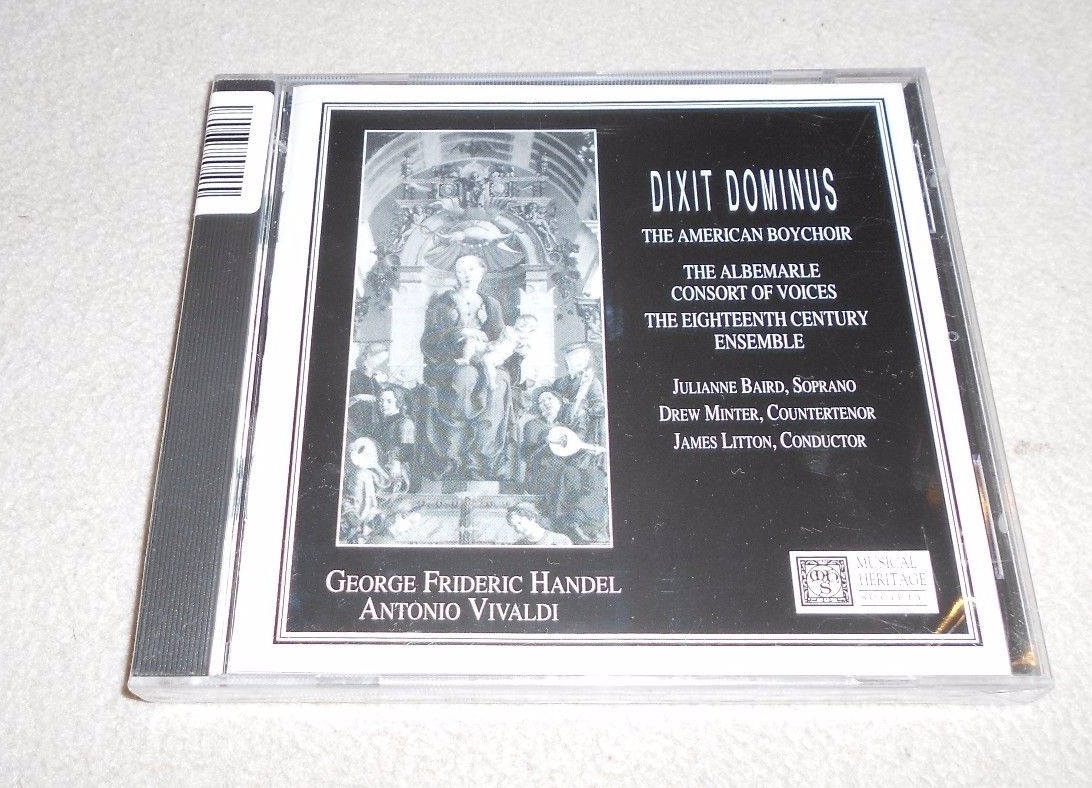 DIXIT DOMINUS
THE AMERICAN BOYCHOIR
THE ALBEMARLE
CONSORT OF VOICES
THE EIGHTEENTH CENTURY
ENSEMBLE
JULIANNE BAIRD, SOPRANO
DREW MINTER, COUNTERTENOR
JAMES LITTON, CONDUCTOR
GEORGE FRIDERIC HANDEL
ANTONIO VIVALDI
MUSICAL
HERITAGE
SOCIETY